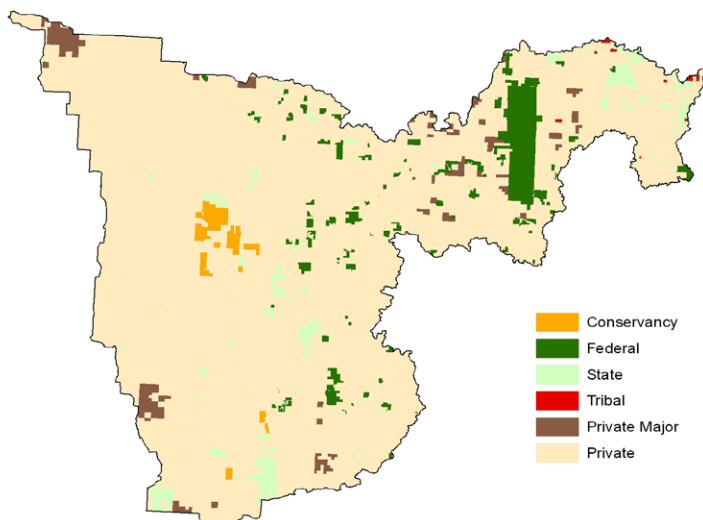 Conservancy
Federal
State
Tribal
Private Major
Private